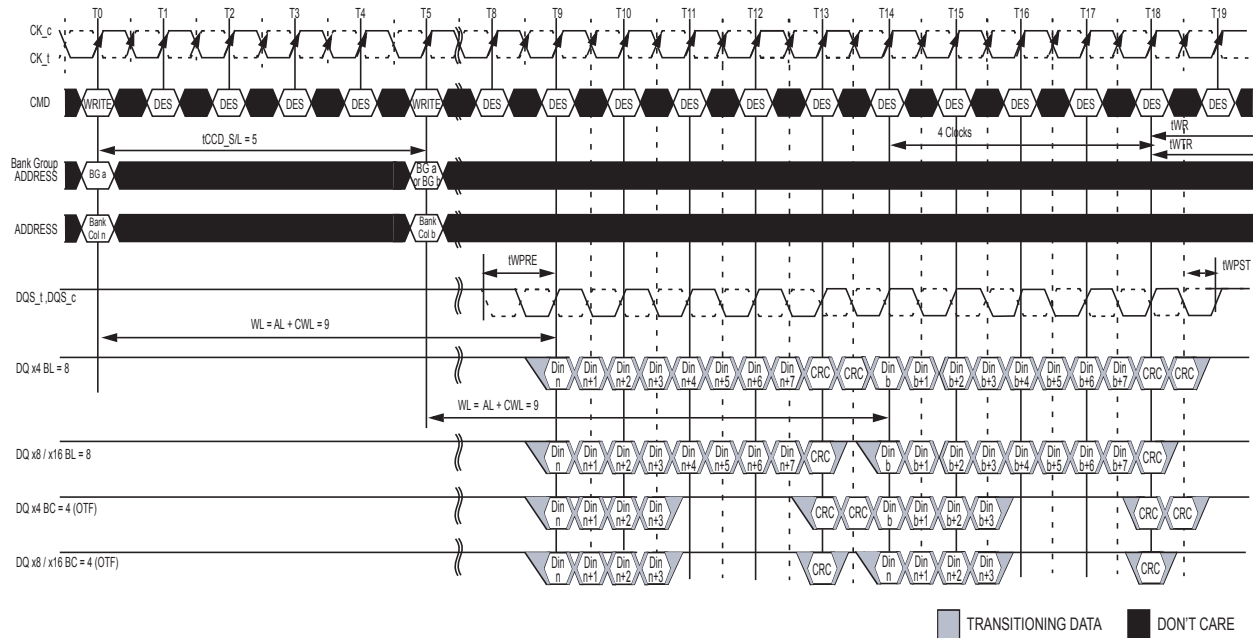 T0 T1 T2 T3 T4 T5 T8 T9 T10 T11 T12 T13 T14 T15 T16 T17 T18 T19
CK_c
CK_t
CMD WRITE DES DES DES DES WRITE DES DES DES DES DES DES DES DES DES DES DES DES
tCCD_S/L = 5
4 Clocks
tWR
tWTR
Bank Group
ADDRESS
BG a
BG a
or BG b
ADDRESS
Bank
Col n
Bank
Col b
tWPRE
tWPST
DQS_t ,DQS_c
WL = AL + CWL = 9
DQ x4 BL = 8
Din n Din n+1 Din n+2 Din n+3 Din n+4 Din n+5 Din n+6 Din n+7 CRC CRC Din b Din b+1 Din b+2 Din b+3 Din b+4 Din b+5 Din b+6 Din b+7 CRC CRC
WL = AL + CWL = 9
DQ x8 / x16 BL = 8
Din n Din n+1 Din n+2 Din n+3 Din n+4 Din n+5 Din n+6 Din n+7 CRC Din b Din b+1 Din b+2 Din b+3 Din b+4 Din b+5 Din b+6 Din b+7 CRC
DQ x4 BC = 4 (OTF)
Din n Din n+1 Din n+2 Din n+3 CRC CRC Din b Din b+1 Din b+2 Din b+3 CRC CRC
DQ x8 / x16 BC = 4 (OTF)
Din n Din n+1 Din n+2 Din n+3 CRC Din n Din n+1 Din n+2 Din n+3 CRC
TRANSITIONING DATA
DON'T CARE